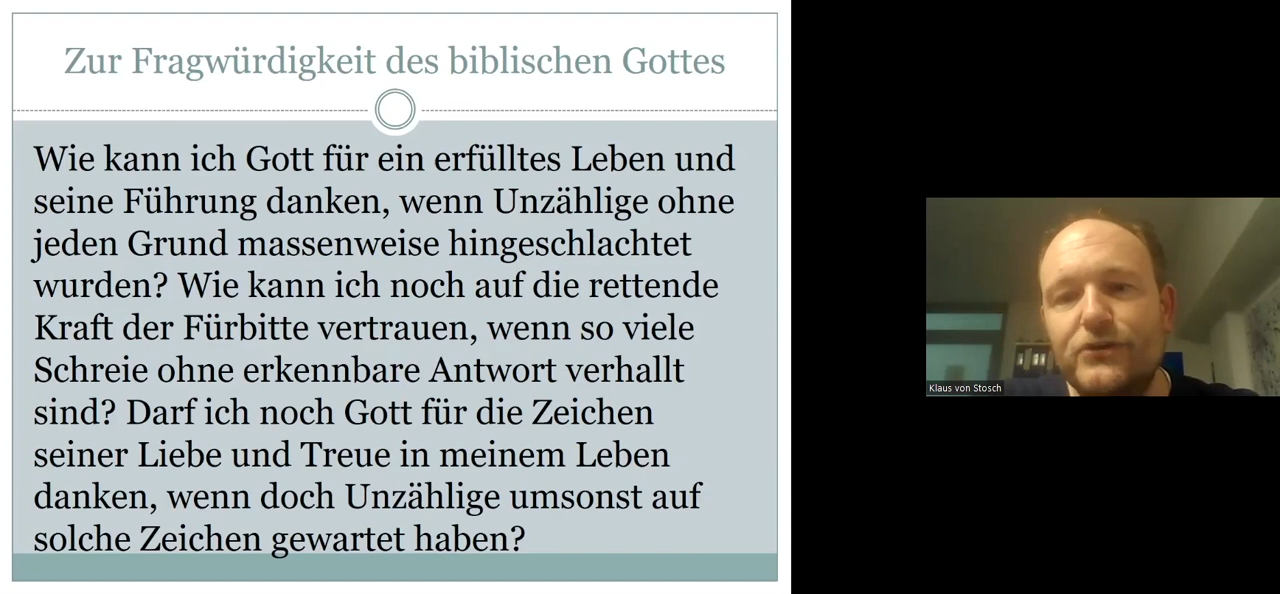 Zur Fragwürdigkeit des biblischen Gottes
Wie kann ich Gott für ein erfülltes Leben und
seine Führung danken, wenn Unzählige ohne
jeden Grund massenweise hingeschlachtet
wurden? Wie kann ich noch auf die rettende
Kraft der Fürbitte vertrauen, wenn so viele
Schreie ohne erkennbare Antwort verhallt
sind? Darf ich noch Gott für die Zeichen
seiner Liebe und Treue in meinem Leben
danken, wenn doch Unzählige umsonst auf
solche Zeichen gewartet haben?
Klaus von Stosch